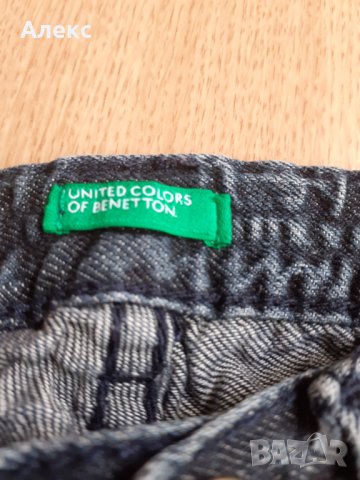 Алекс
UNITED COLORS
OF BENETTON.
BAZAR